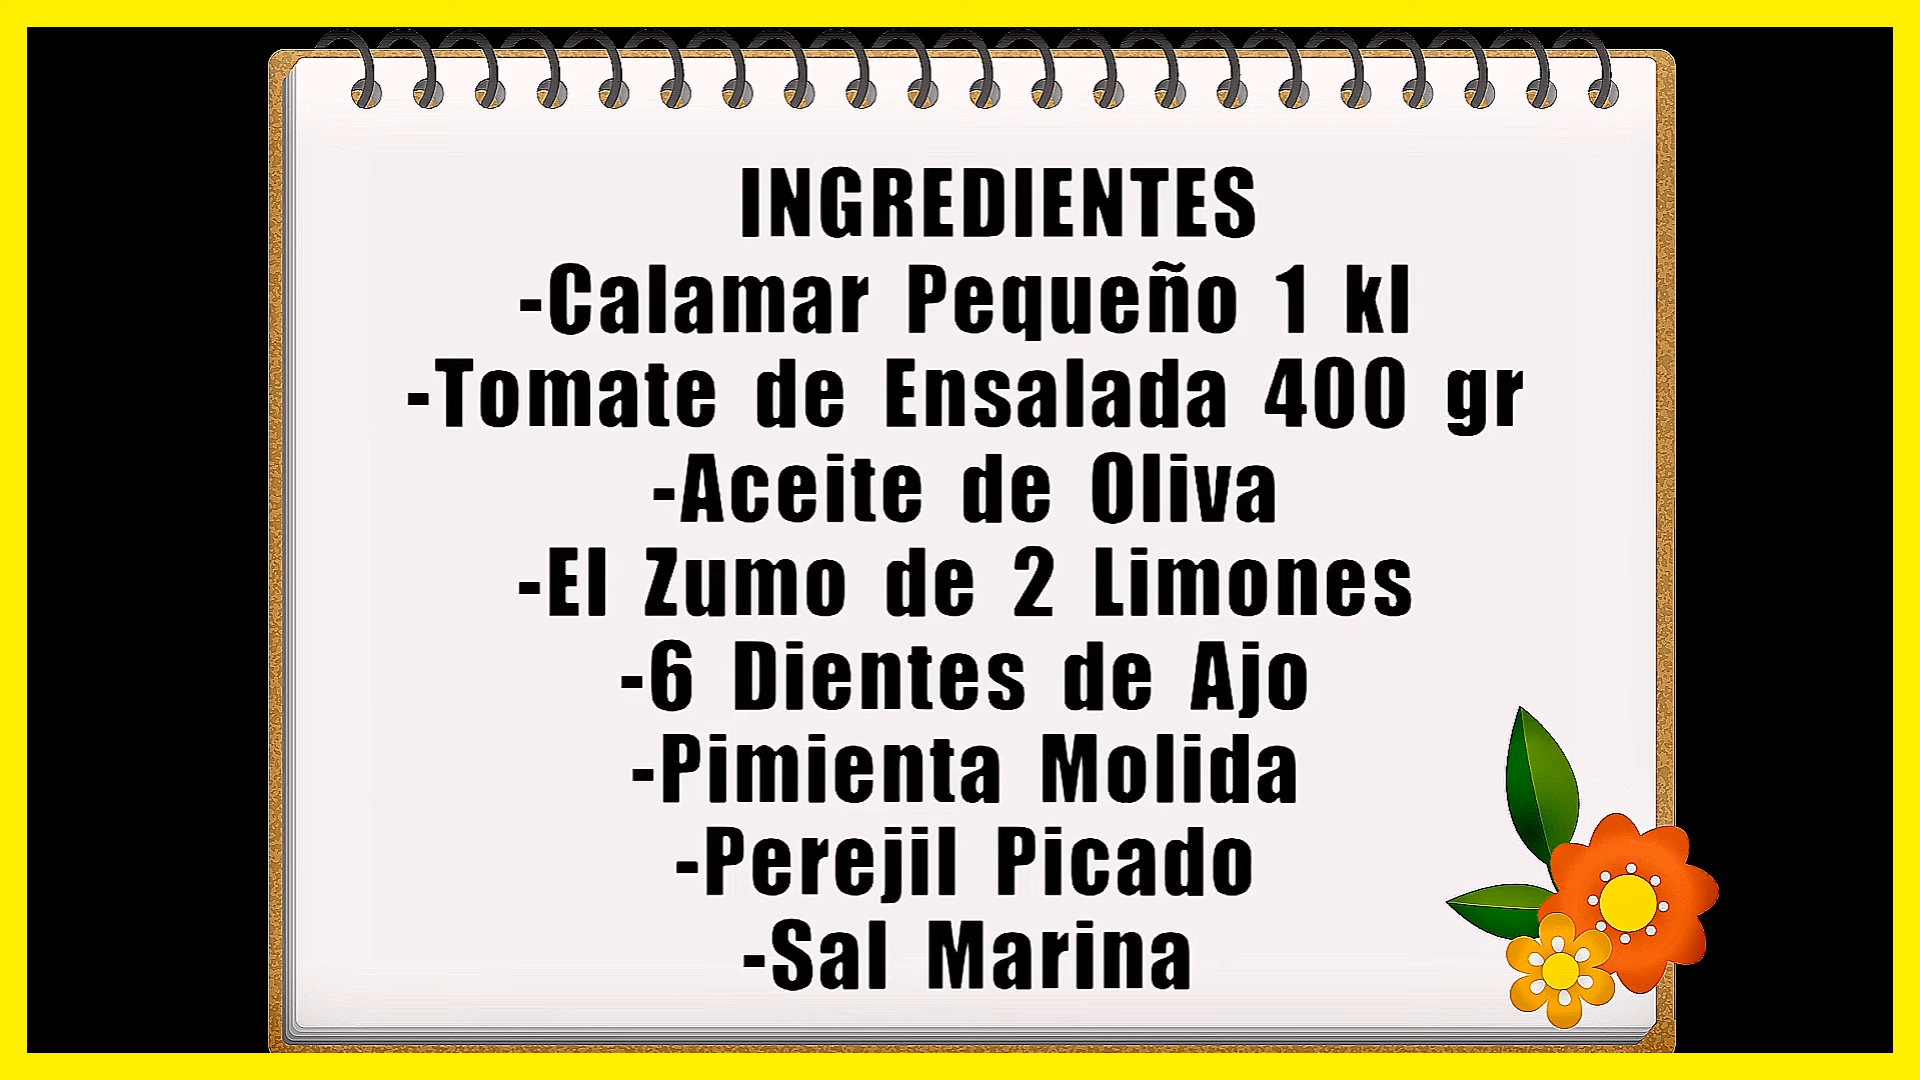 INGREDIENTES
-Calamar Pequeño 1 kl
-Tomate de Ensalada 400 gr
-Aceite de Oliva
-El Zumo de 2 Limones
-6 Dientes de Ajo
-Pimienta Molida
-Perejil Picado
-Sal Marina